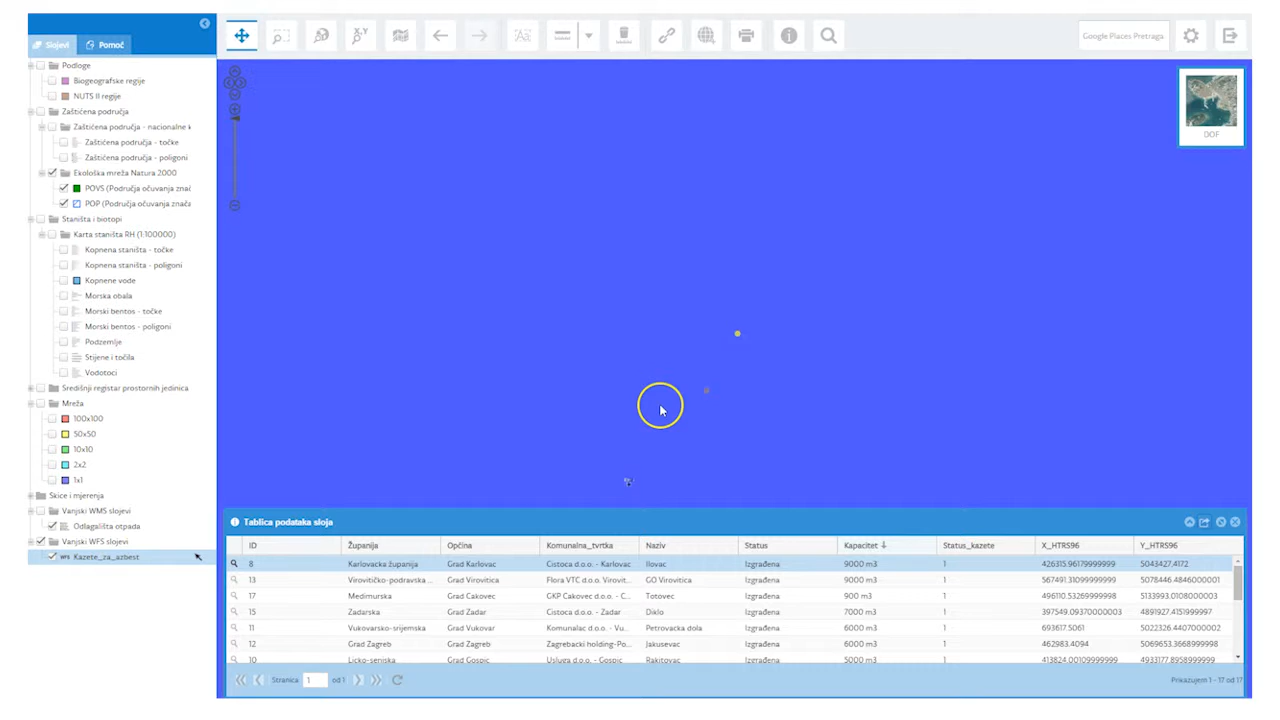 Slojevi
Pomoć
X,Y
Aa
Google Places Pretraga
DOF
Podloge
Biogeografske regije
NUTS II regije
Zaštićena područja
Zaštićena područja - nacionalne k
Zaštićena područja - točke
Zaštićena područja - poligoni
Ekološka mreža Natura 2000
POVS (Područja očuvanja znač
POP (Područja očuvanja znača
Staništa i biotopi
Karta staništa RH (1:100000)
Kopnena staništa - točke
Kopnena staništa - poligoni
Kopnene vode
Morska obala
Morski bentos - točke
Morski bentos - poligoni
Podzemlje
Stijene i točila
Vodotoci
Središnji registar prostornih jedinica
Mreža
100x100
50x50
10x10
2x2
1x1
Skice i mjerenja
Vanjski WMS slojevi
Odlagališta otpada
Vanjski WFS slojevi
WFS Kazete_za_azbest
Tablica podataka sloja
ID Županija Općina Komunalna_tvrtka Naziv Status Kapacitet Status_kazete X_HTRS96 Y_HTRS96
8 Karlovacka županija Grad Karlovac Cistoca d.o.o. - Karlovac Ilovac Izgrađena 9000 m3 1 426315.96179999999 5043427.4172
13 Virovitičko-podravska ... Grad Virovitica Flora VTC d.o.o. Virovit... GO Virovitica Izgrađena 9000 m3 1 567491.31099999999 5078446.4846000001
17 Medimurska Grad Cakovec GKP Cakovec d.o.o. - C... Totovec Izgrađena 900 m3 1 496110.53269999998 5133993.0108000003
15 Zadarska Grad Zadar Cistoca d.o.o. - Zadar Diklo Izgrađena 7000 m3 1 397549.09370000003 4891927.4151999997
11 Vukovarsko-srijemska Grad Vukovar Komunalac d.o.o. - Vu... Petrovacka dola Izgrađena 6000 m3 1 693617.5061 5022326.4407000002
12 Grad Zagreb Grad Zagreb Zagrebacki holding-Po... Jakusevac Izgrađena 6000 m3 1 462983.4094 5069653.3668999998
10 Licko-senjska Grad Gospic Usluga d.o.o. - Gospic Rakitovac Izgrađena 5000 m3 1 413824.00109999999 4933177.8958999999
Stranica 1 od 1
Prikazujem 1 - 17 od 17